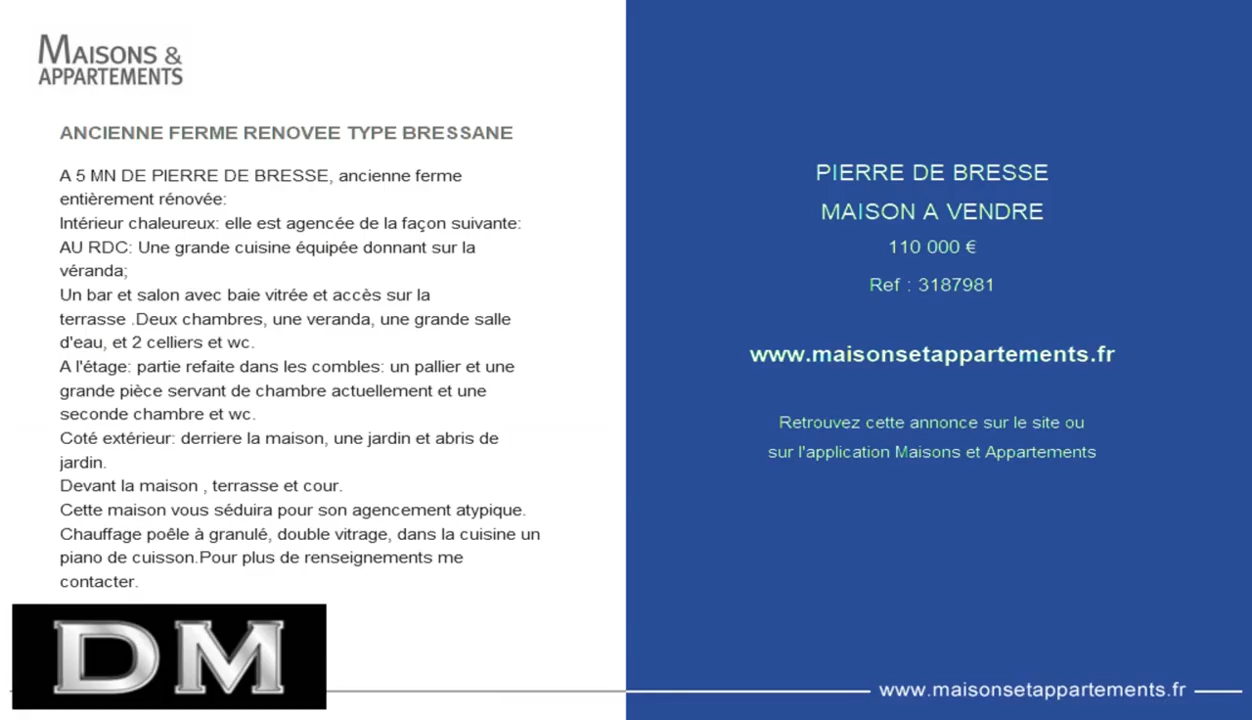 MAISONS &
APPARTEMENTS
ANCIENNE FERME RENOVEE TYPE BRESSANE
A 5 MN DE PIERRE DE BRESSE, ancienne ferme
entièrement rénovée:
Intérieur chaleureux: elle est agencée de la façon suivante:
AU RDC: Une grande cuisine équipée donnant sur la
véranda;
Un bar et salon avec baie vitrée et accès sur la
terrasse .Deux chambres, une veranda, une grande salle
d'eau, et 2 celliers et wc.
A l'étage: partie refaite dans les combles: un pallier et une
grande pièce servant de chambre actuellement et une
seconde chambre et wc.
Coté extérieur: derriere la maison, une jardin et abris de
jardin.
Devant la maison , terrasse et cour.
Cette maison vous séduira pour son agencement atypique.
Chauffage poêle à granulé, double vitrage, dans la cuisine un
piano de cuisson.Pour plus de renseignements me
contacter.
DM
PIERRE DE BRESSE
MAISON A VENDRE
110 000 €
Ref : 3187981
www.maisonsetappartements.fr
Retrouvez cette annonce sur le site ou
sur l'application Maisons et Appartements
www.maisonsetappartements.fr